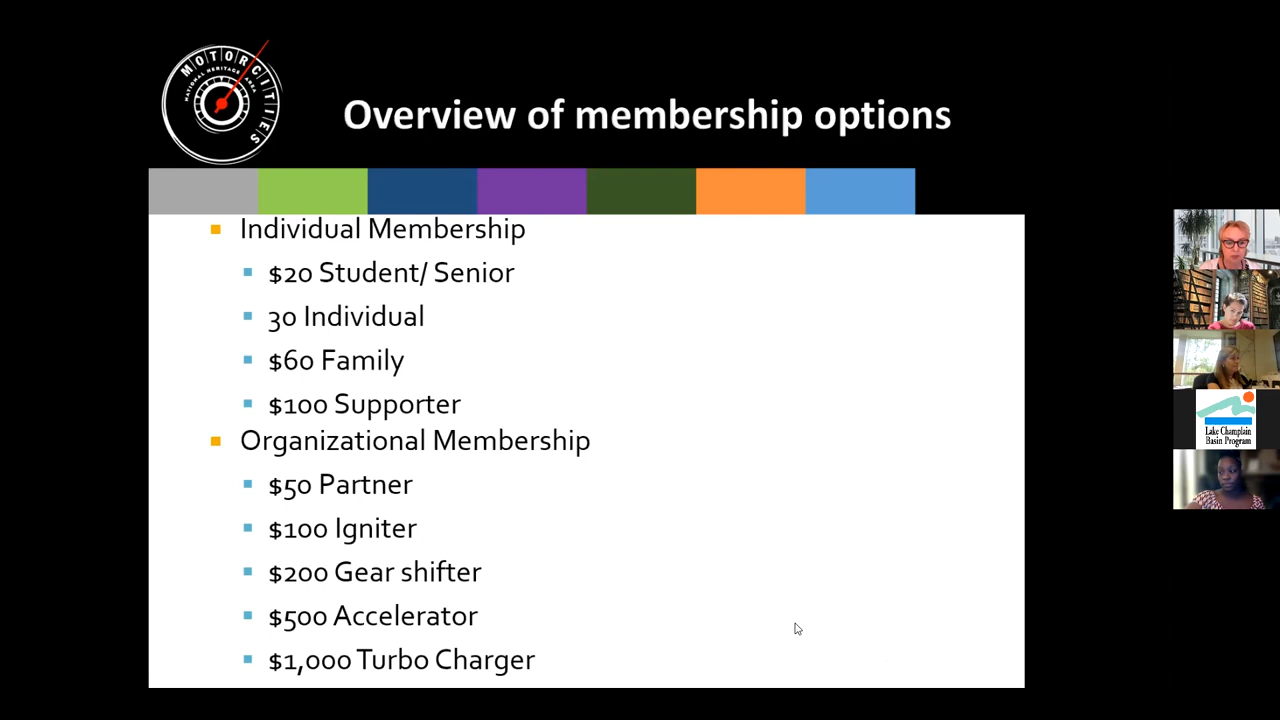 MOTORCITIES
NATIONAL HERITAGE AREA
Overview of membership options
Individual Membership
$20 Student/ Senior
30 Individual
$60 Family
$100 Supporter
Organizational Membership
$50 Partner
$100 Igniter
$200 Gear shifter
$500 Accelerator
$1,000 Turbo Charger
Lake Champlain
Basin Program